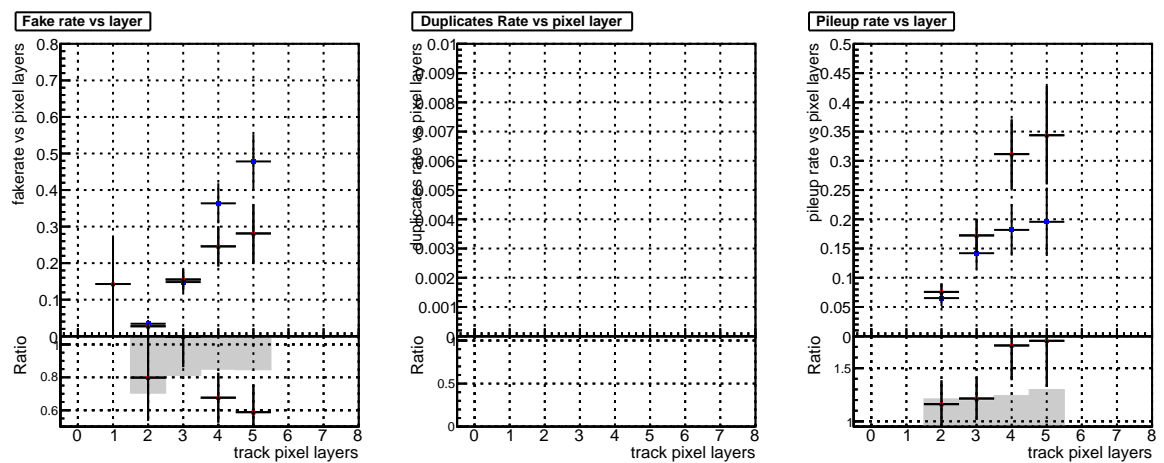 Fake rate vs layer
fakerate vs pixel layers
0.8
0.7
0.6
0.5
0.4
0.3
0.2
0.1
0
Ratio
1
0.8
0.6
0 1 2 3 4 5 6 7 8
track pixel layers
Duplicates Rate vs pixel layer
duplicates rate vs pixel layers
0.01
0.009
0.008
0.007
0.006
0.005
0.004
0.003
0.002
0.001
0
Ratio
1
0.5
0
0 1 2 3 4 5 6 7 8
track pixel layers
Pileup rate vs layer
pileup rate vs pixel layers
0.5
0.45
0.4
0.35
0.3
0.25
0.2
0.15
0.1
0.05
0
Ratio
1.5
1
0 1 2 3 4 5 6 7 8
track pixel layers